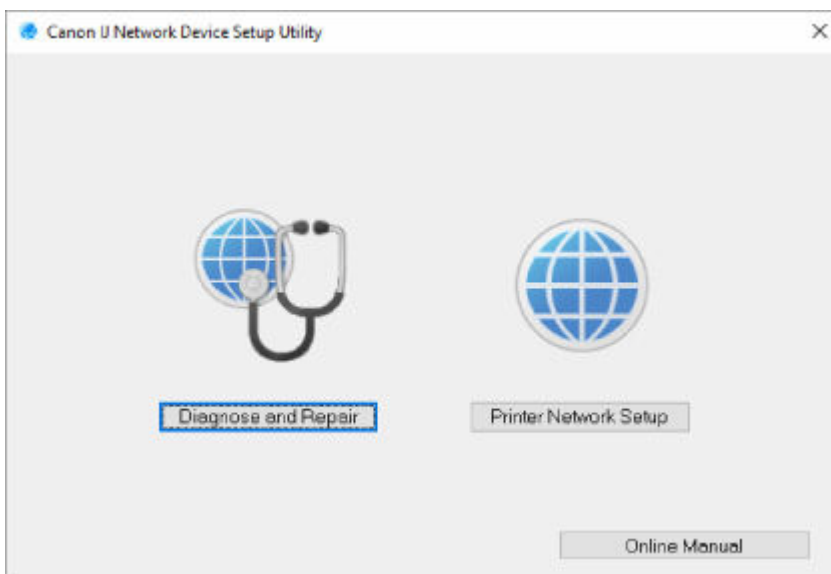 Canon IJ Network Device Setup Utility
Diagnose and Repair
Printer Network Setup
Online Manual